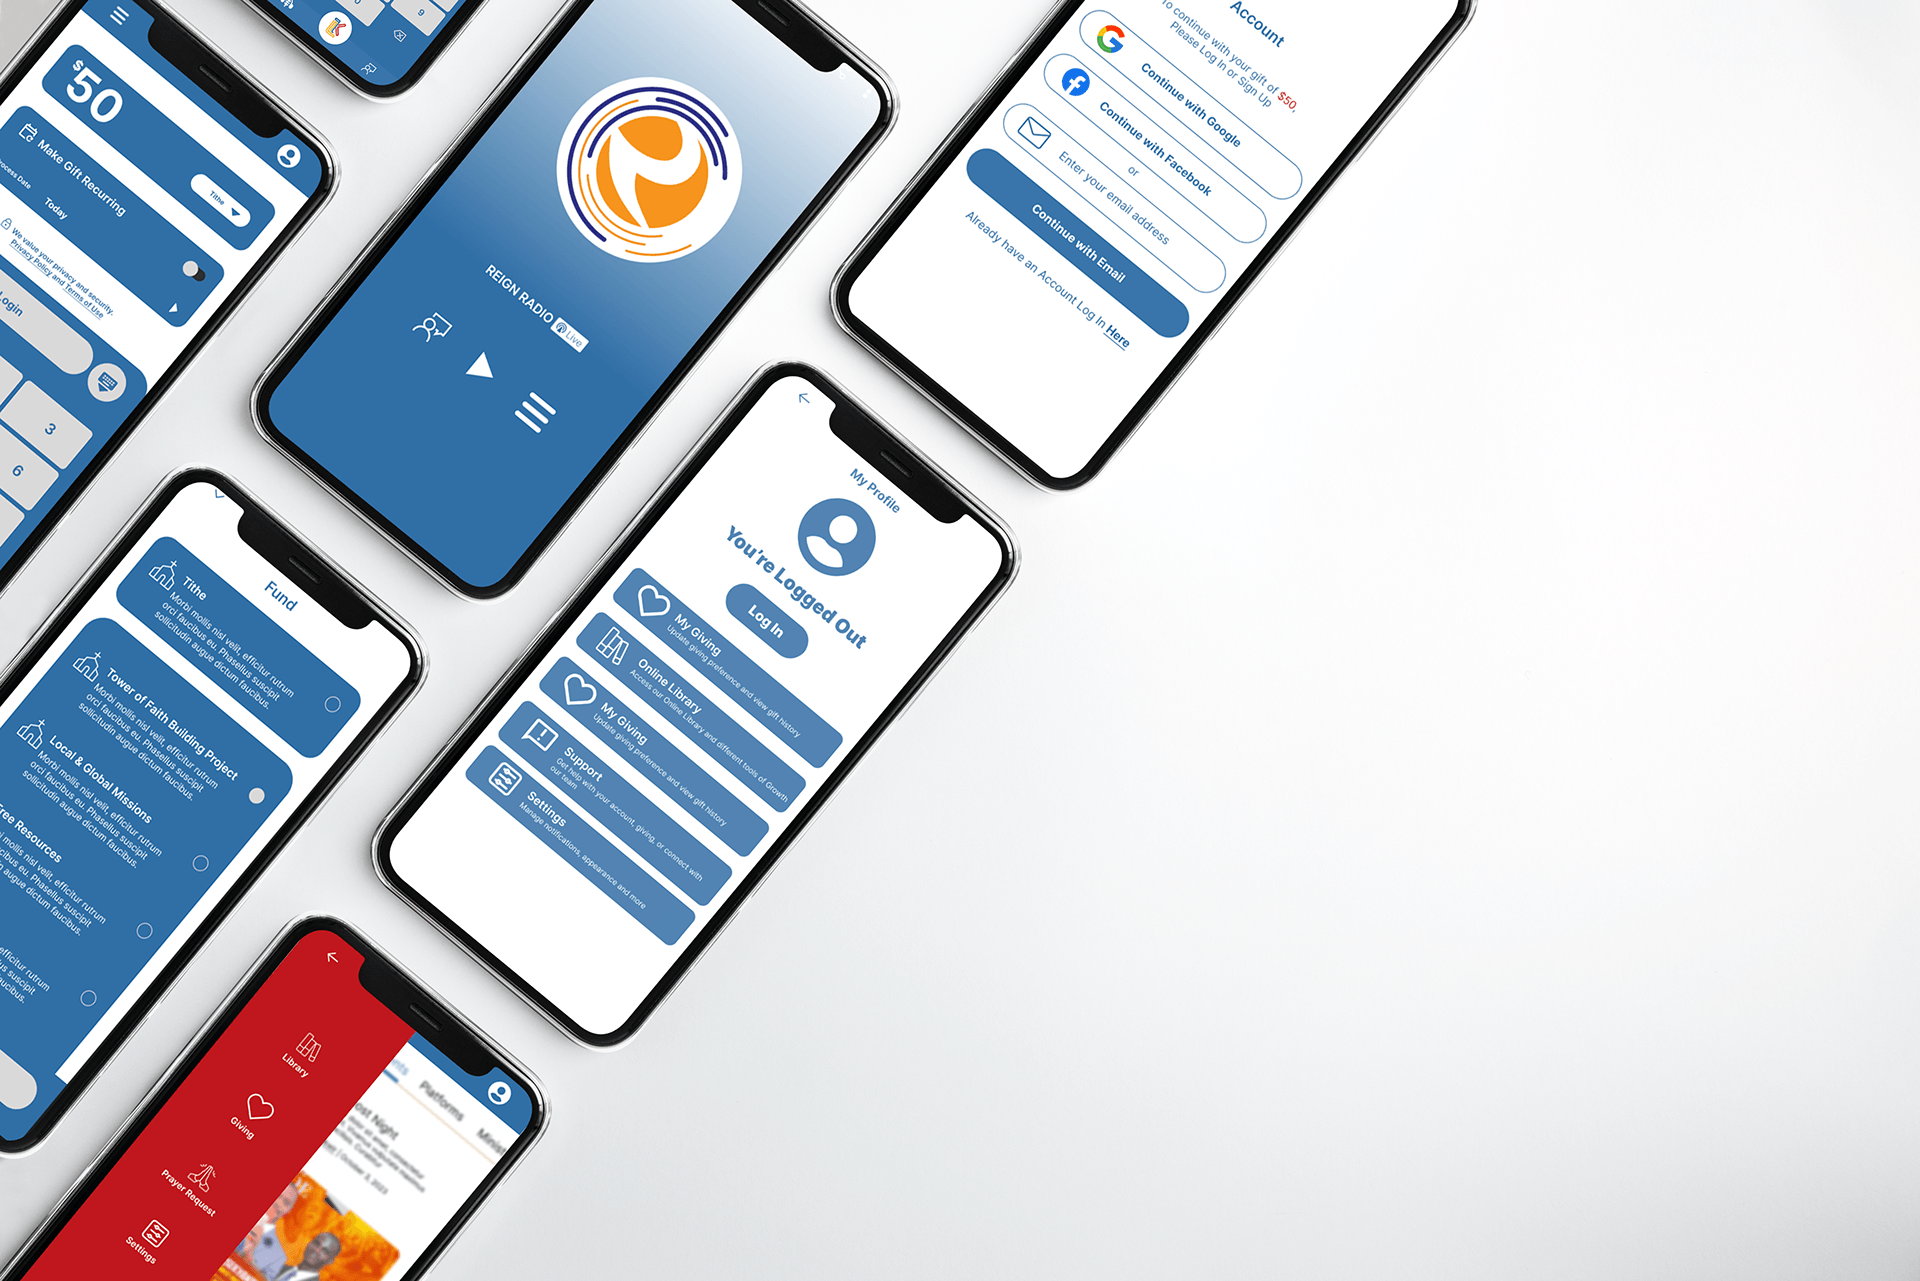 9
$50
Tithe
Make Gift Recurring
Process Date
Today
We value your privacy and security.
Privacy Policy and Terms of Use
Login
3
6
REIGN RADIO
Live
Account
To continue with your gift of $50,
Please Log In or Sign Up
Continue with Google
Continue with Facebook
or
Enter your email address
Continue with Email
Already have an Account Log In Here
My Profile
You're Logged Out
Log In
My Giving
Update giving preference and view gift history
Online Library
Access our Online Library and different tools of Growth
My Giving
Update giving preference and view gift history
Support
Get help with your account, giving, or connect with
our team
Settings
Manage notifications, appearance and more
Fund
Tithe
Morbi mollis nisl velit, efficitur rutrum
orci faucibus eu. Phasellus suscipit
sollicitudin augue dictum faucibus.
Tower of Faith Building Project
Morbi mollis nisl velit, efficitur rutrum
orci faucibus eu. Phasellus suscipit
sollicitudin augue dictum faucibus.
Local & Global Missions
Morbi mollis nisl velit, efficitur rutrum
orci faucibus eu. Phasellus suscipit
sollicitudin augue dictum faucibus.
Free Resources
mollis nisl velit, efficitur rutrum
faucibus eu. Phasellus suscipit
augue dictum faucibus.
efficitur rutrum
suscipit
faucibus.
Library
Giving
Prayer Request
Settings
Platforms
Night
October 3, 2023